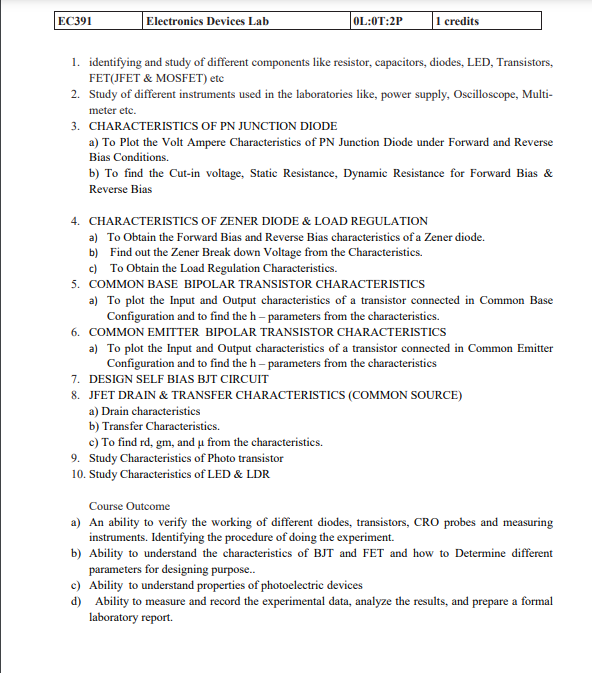 EC391 Electronics Devices Lab 0L:0T:2P 1 credits
1. identifying and study of different components like resistor, capacitors, diodes, LED, Transistors,
FET(JFET & MOSFET) etc
2. Study of different instruments used in the laboratories like, power supply, Oscilloscope, Multi-
meter etc.
3. CHARACTERISTICS OF PN JUNCTION DIODE
a) To Plot the Volt Ampere Characteristics of PN Junction Diode under Forward and Reverse
Bias Conditions.
b) To find the Cut-in voltage, Static Resistance, Dynamic Resistance for Forward Bias &
Reverse Bias
4. CHARACTERISTICS OF ZENER DIODE & LOAD REGULATION
a) To Obtain the Forward Bias and Reverse Bias characteristics of a Zener diode.
b) Find out the Zener Break down Voltage from the Characteristics.
c) To Obtain the Load Regulation Characteristics.
5. COMMON BASE BIPOLAR TRANSISTOR CHARACTERISTICS
a) To plot the Input and Output characteristics of a transistor connected in Common Base
Configuration and to find the h – parameters from the characteristics.
6. COMMON EMITTER BIPOLAR TRANSISTOR CHARACTERISTICS
a) To plot the Input and Output characteristics of a transistor connected in Common Emitter
Configuration and to find the h – parameters from the characteristics
7. DESIGN SELF BIAS BJT CIRCUIT
8. JFET DRAIN & TRANSFER CHARACTERISTICS (COMMON SOURCE)
a) Drain characteristics
b) Transfer Characteristics.
c) To find rd, gm, and μ from the characteristics.
9. Study Characteristics of Photo transistor
10. Study Characteristics of LED & LDR
Course Outcome
a) An ability to verify the working of different diodes, transistors, CRO probes and measuring
instruments. Identifying the procedure of doing the experiment.
b) Ability to understand the characteristics of BJT and FET and how to Determine different
parameters for designing purpose..
c) Ability to understand properties of photoelectric devices
d) Ability to measure and record the experimental data, analyze the results, and prepare a formal
laboratory report.